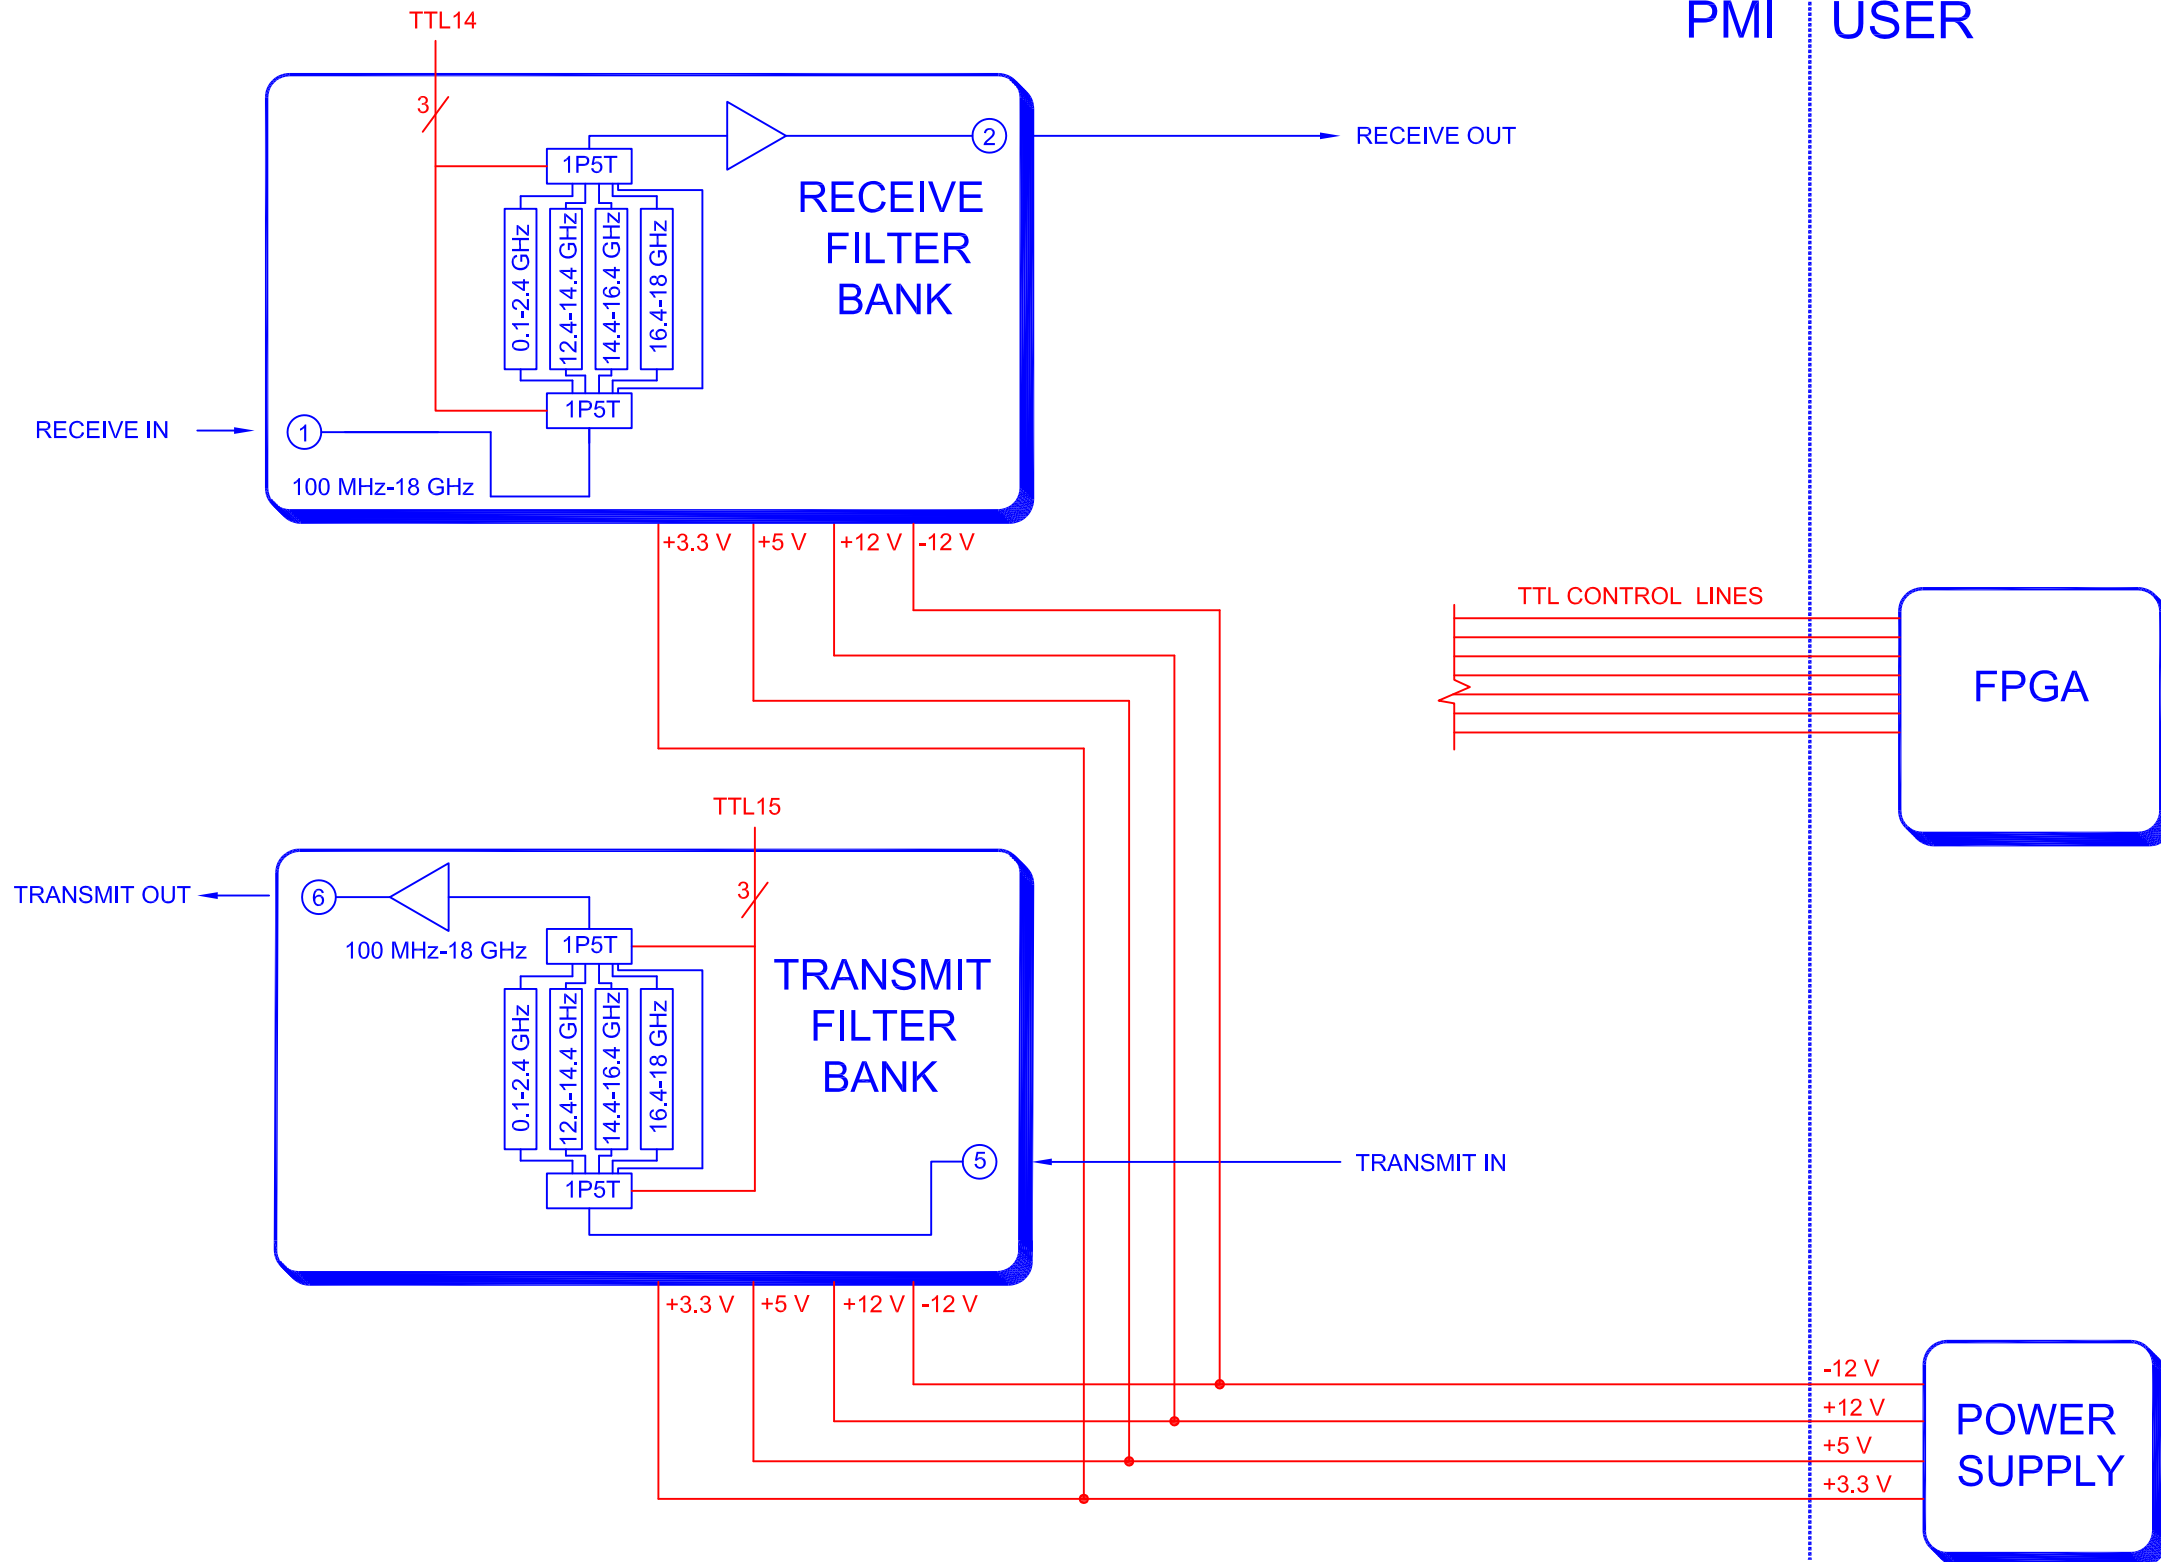 PMI
USER
TTL14
3
1P5T
2
RECEIVE OUT
RECEIVE
FILTER
BANK
0.1-2.4 GHz
12.4-14.4 GHz
14.4-16.4 GHz
16.4-18 GHz
1P5T
RECEIVE IN
1
100 MHz-18 GHz
+3.3 V
+5 V
+12 V
-12 V
TTL CONTROL LINES
FPGA
TTL15
3
TRANSMIT OUT
6
100 MHz-18 GHz
1P5T
TRANSMIT
FILTER
BANK
0.1-2.4 GHz
12.4-14.4 GHz
14.4-16.4 GHz
16.4-18 GHz
1P5T
5
TRANSMIT IN
+3.3 V
+5 V
+12 V
-12 V
-12 V
+12 V
+5 V
+3.3 V
POWER
SUPPLY